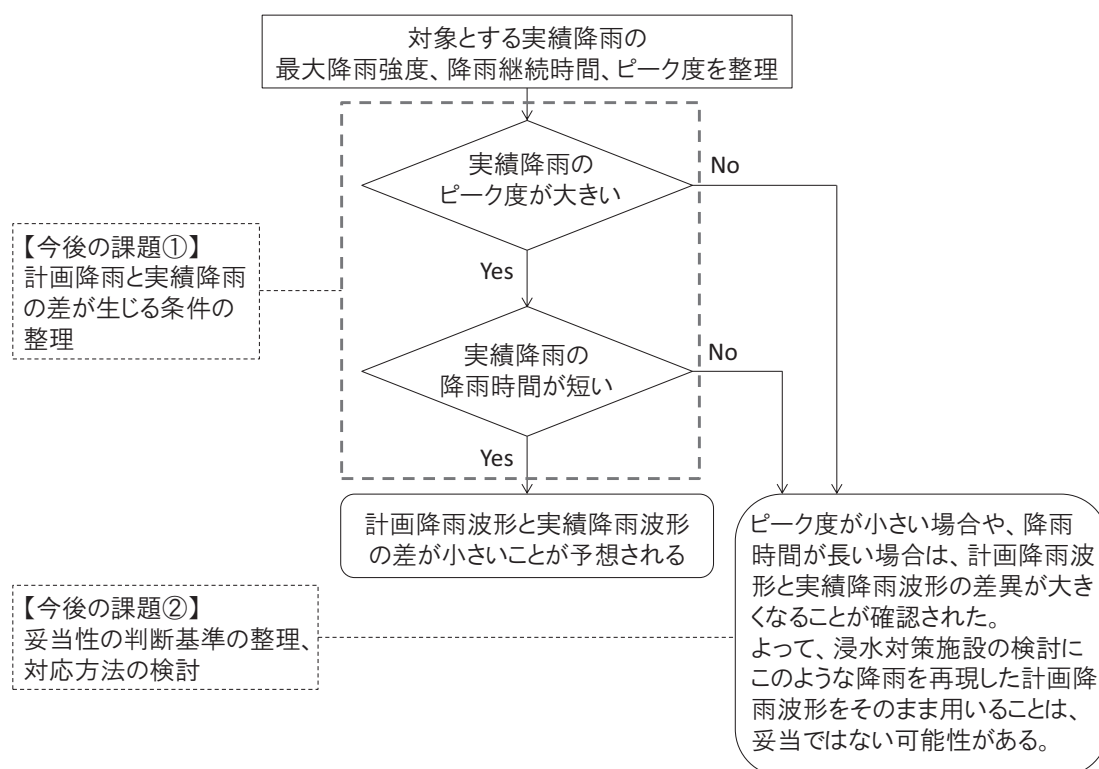 対象とする実績降雨の
最大降雨強度、降雨継続時間、ピーク度を整理
実績降雨の
ピーク度が大きい
No
【今後の課題①】
計画降雨と実績降雨
の差が生じる条件の
整理
Yes
実績降雨の
降雨時間が短い
No
Yes
計画降雨波形と実績降雨波形
の差が小さいことが予想される
ピーク度が小さい場合や、降雨
時間が長い場合は、計画降雨波
形と実績降雨波形の差異が大き
くなることが確認された。
よって、浸水対策施設の検討に
このような降雨を再現した計画降
雨波形をそのまま用いることは、
妥当ではない可能性がある。
【今後の課題②】
妥当性の判断基準の整理、
対応方法の検討